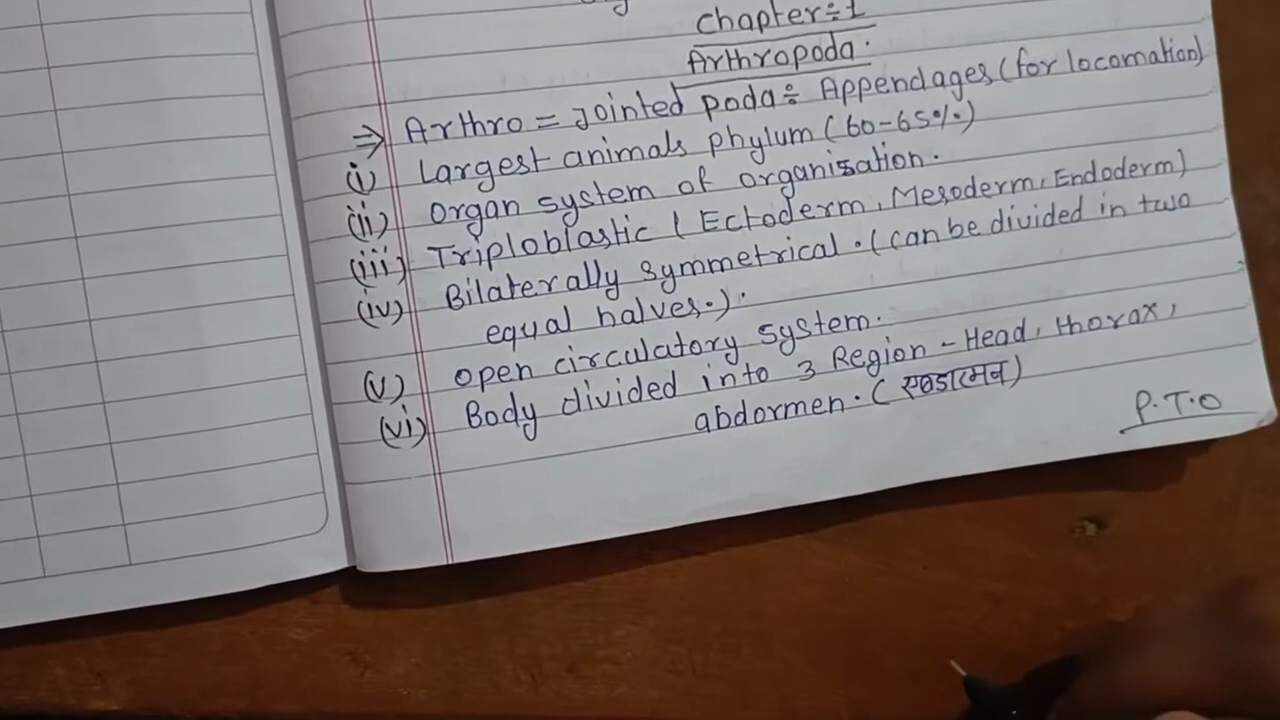 Chapter÷1
Arthropoda.
⇒ Arthro = Jointed poda÷ Appendages (for locomation)
(i) Largest animals phylum (60-65%)
(ii) organ system of organisation.
(iii) Triploblastic ( Ectoderm, Mesoderm, Endoderm)
(iv) Bilaterally symmetrical. (can be divided in two
equal halves.).
(v) open circulatory system.
(vi) Body divided into 3 Region - Head, thorax,
abdormen. ( )
P.T.O